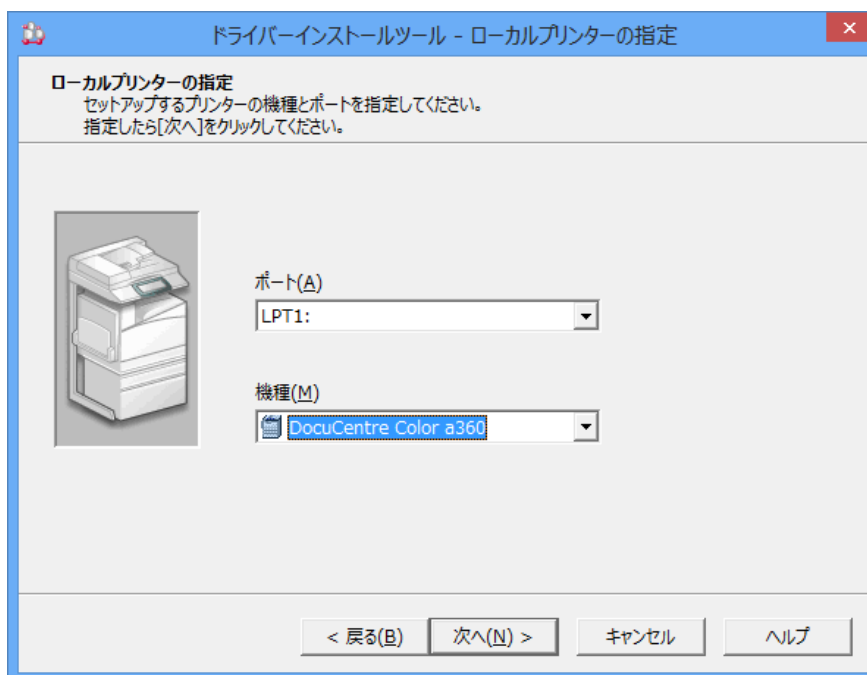 ドライバーインストールツール - ローカルプリンターの指定
ローカルプリンターの指定
セットアップするプリンターの機種とポートを指定してください。
指定したら[次へ]をクリックしてください。
ポート(A)
LPT1:
機種(M)
DocuCentre Color a360
< 戻る(B) 次へ(N) > キャンセル ヘルプ